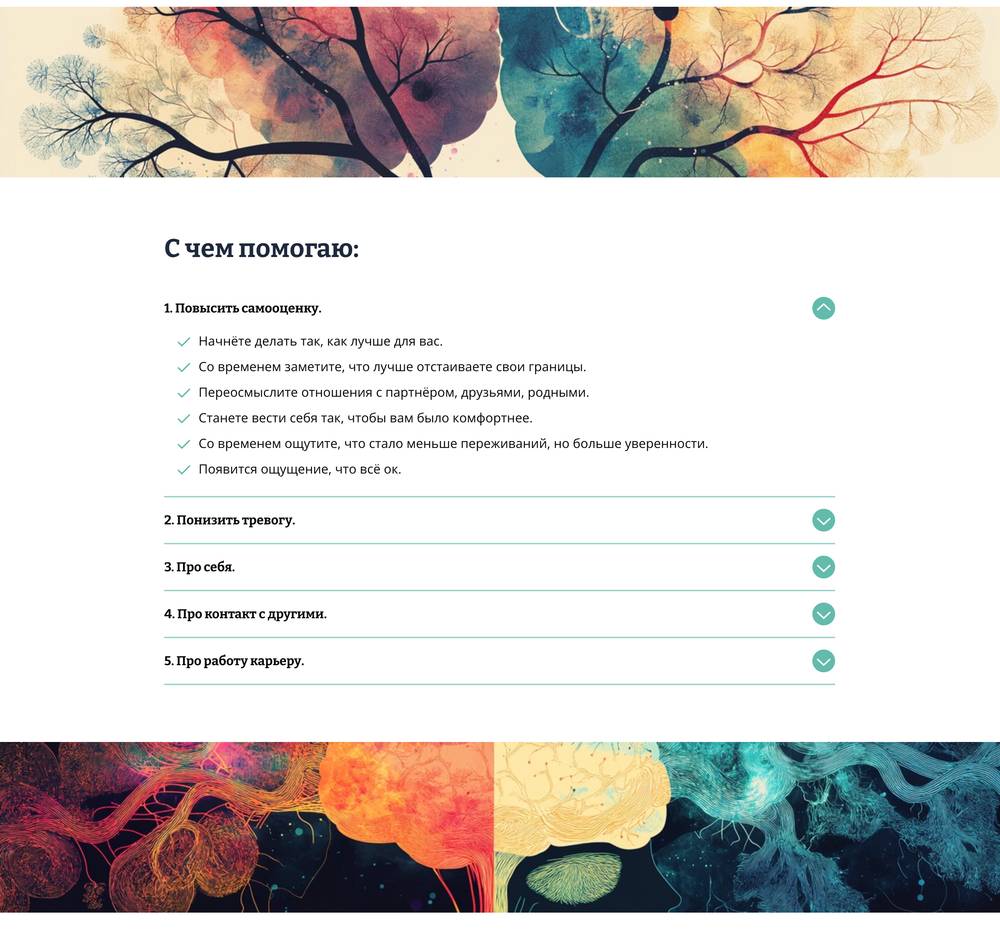 С чем помогаю:
1. Повысить самооценку.
Начнёте делать так, как лучше для вас.
Со временем заметите, что лучше отстаиваете свои границы.
Переосмыслите отношения с партнёром, друзьями, родными.
Станете вести себя так, чтобы вам было комфортнее.
Со временем ощутите, что стало меньше переживаний, но больше уверенности.
Появится ощущение, что всё ок.
2. Понизить тревогу.
3. Про себя.
4. Про контакт с другими.
5. Про работу карьеру.